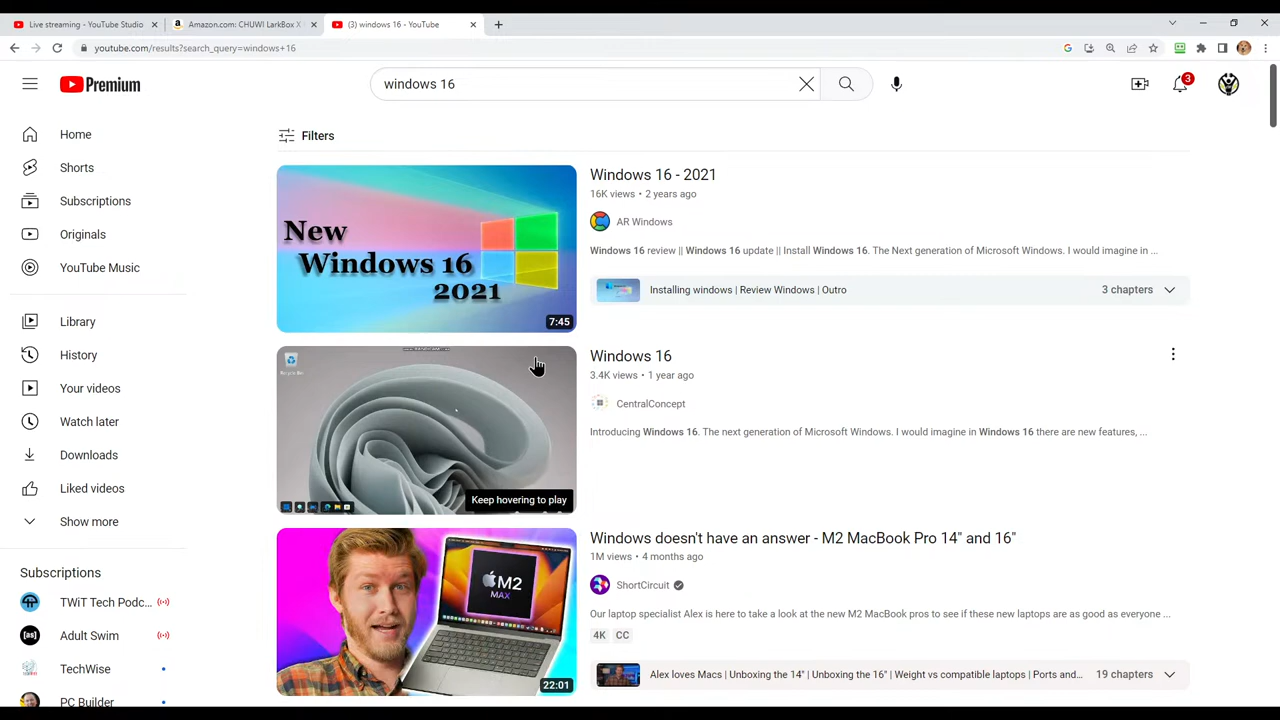 Live streaming - YouTube Studio
Amazon.com: CHUWI LarkBox X
(3) windows 16 - YouTube
youtube.com/results?search_query=windows+16
Premium
windows 16
3
Home
Shorts
Subscriptions
Originals
YouTube Music
Library
History
Your videos
Watch later
Downloads
Liked videos
Show more
Subscriptions
TWiT Tech Podc...
[as]
Adult Swim
TechWise
PC Builder
Filters
New
Windows 16
2021
7:45
Windows 16 - 2021
16K views • 2 years ago
AR Windows
Windows 16 review || Windows 16 update || Install Windows 16. The Next generation of Microsoft Windows. I would imagine in ...
Installing windows | Review Windows | Outro
3 chapters
Recycle Bin
Keep hovering to play
Windows 16
3.4K views • 1 year ago
CentralConcept
Introducing Windows 16. The next generation of Microsoft Windows. I would imagine in Windows 16 there are new features, ...
M2
MAX
22:01
Windows doesn't have an answer - M2 MacBook Pro 14" and 16"
1M views • 4 months ago
ShortCircuit
Our laptop specialist Alex is here to take a look at the new M2 MacBook pros to see if these new laptops are as good as everyone ...
4K
CC
Alex loves Macs | Unboxing the 14" | Unboxing the 16" | Weight vs compatible laptops | Ports and...
19 chapters